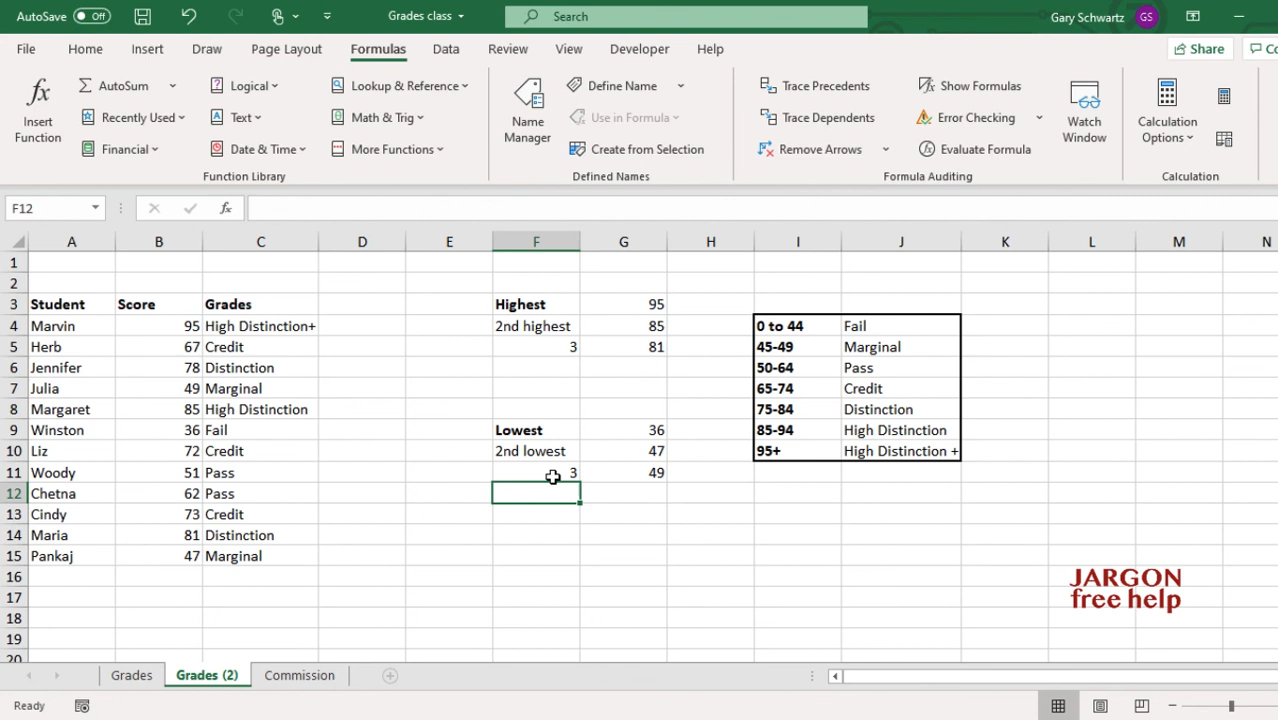 AutoSave Off Grades class Search Gary Schwartz GS
File Home Insert Draw Page Layout Formulas Data Review View Developer Help Share Co
fx AutoSum Logical Lookup & Reference Define Name Trace Precedents Show Formulas
Insert Function Recently Used Text Math & Trig Name Manager Use in Formula Trace Dependents Error Checking Watch Window Calculation Options
Financial Date & Time More Functions Create from Selection Remove Arrows Evaluate Formula
Function Library Defined Names Formula Auditing Calculation
F12 fx
A B C D E F G H I J K L M N
1
2
3 Student Score Grades Highest 95
4 Marvin 95 High Distinction+ 2nd highest 85 0 to 44 Fail
5 Herb 67 Credit 3 81 45-49 Marginal
6 Jennifer 78 Distinction 50-64 Pass
7 Julia 49 Marginal 65-74 Credit
8 Margaret 85 High Distinction 75-84 Distinction
9 Winston 36 Fail Lowest 36 85-94 High Distinction
10 Liz 72 Credit 2nd lowest 47 95+ High Distinction +
11 Woody 51 Pass 3 49
12 Chetna 62 Pass
13 Cindy 73 Credit
14 Maria 81 Distinction
15 Pankaj 47 Marginal
16
17
18
19
20
JARGON
free help
Grades Grades (2) Commission
Ready